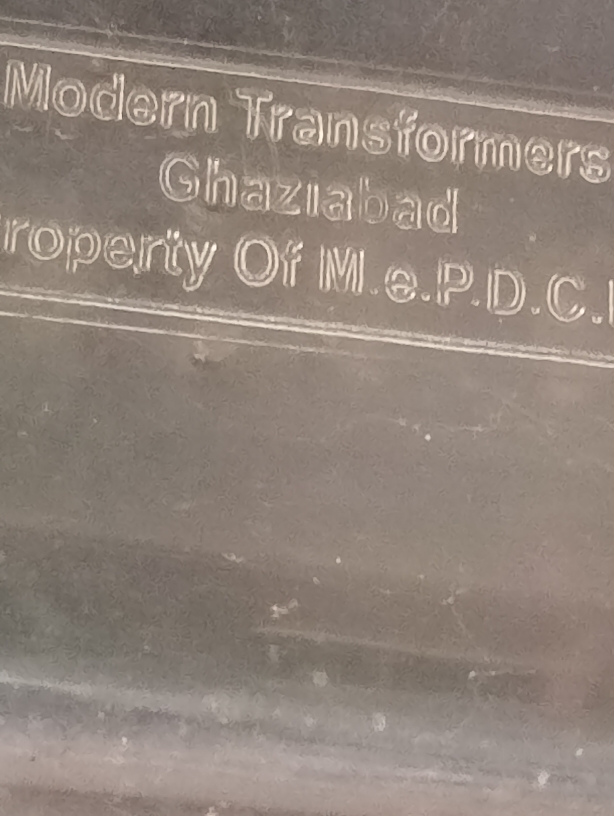 Modern Transformers
Ghaziabad
roperty Of M.e.P.D.C.